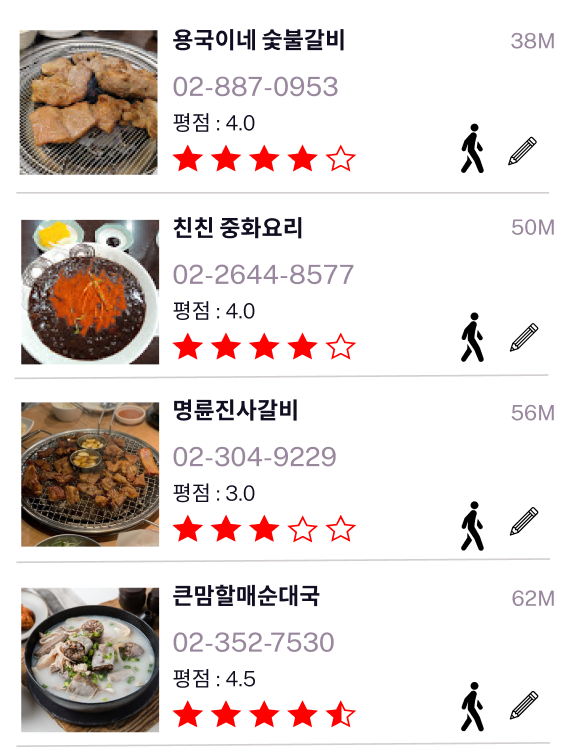 용국이네 숯불갈비
38M
02-887-0953
평점 : 4.0
친친 중화요리
50M
02-2644-8577
평점 : 4.0
명륜진사갈비
56M
02-304-9229
평점 : 3.0
큰맘할매순대국
62M
02-352-7530
평점 : 4.5